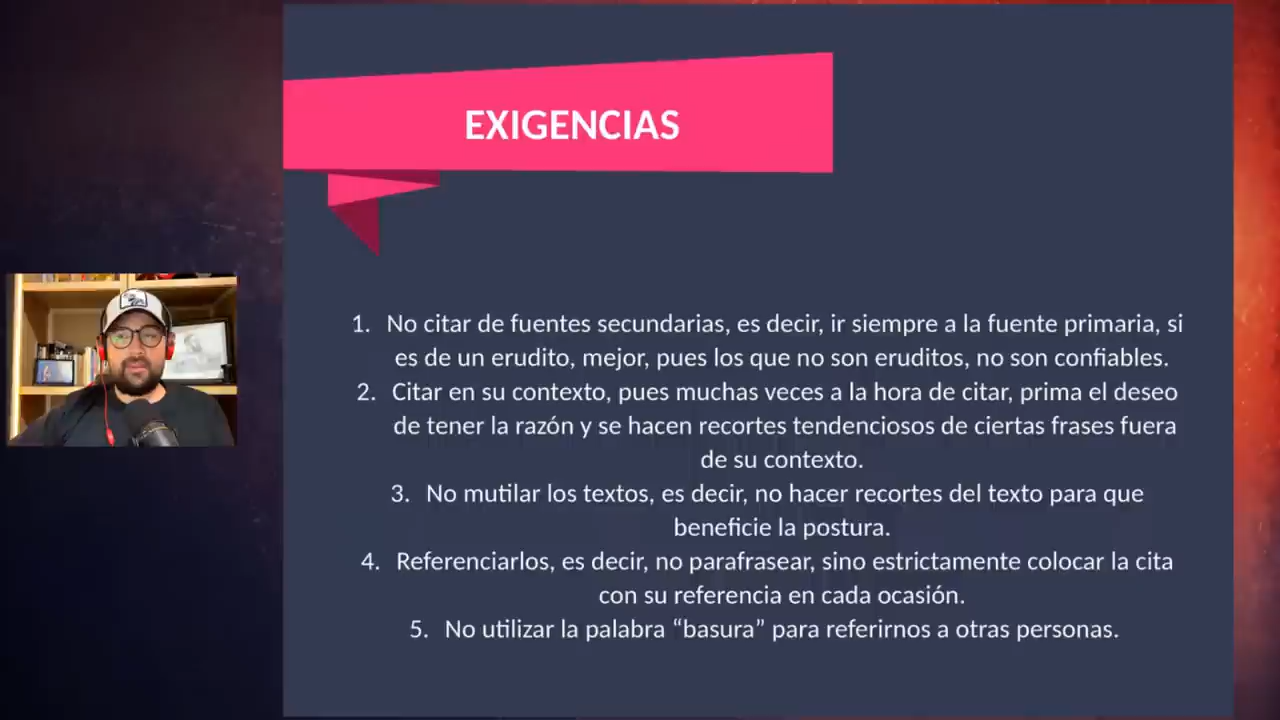 EXIGENCIAS
1. No citar de fuentes secundarias, es decir, ir siempre a la fuente primaria, si
es de un erudito, mejor, pues los que no son eruditos, no son confiables.
2. Citar en su contexto, pues muchas veces a la hora de citar, prima el deseo
de tener la razón y se hacen recortes tendenciosos de ciertas frases fuera
de su contexto.
3. No mutilar los textos, es decir, no hacer recortes del texto para que
beneficie la postura.
4. Referenciarlos, es decir, no parafrasear, sino estrictamente colocar la cita
con su referencia en cada ocasión.
5. No utilizar la palabra “basura” para referirnos a otras personas.